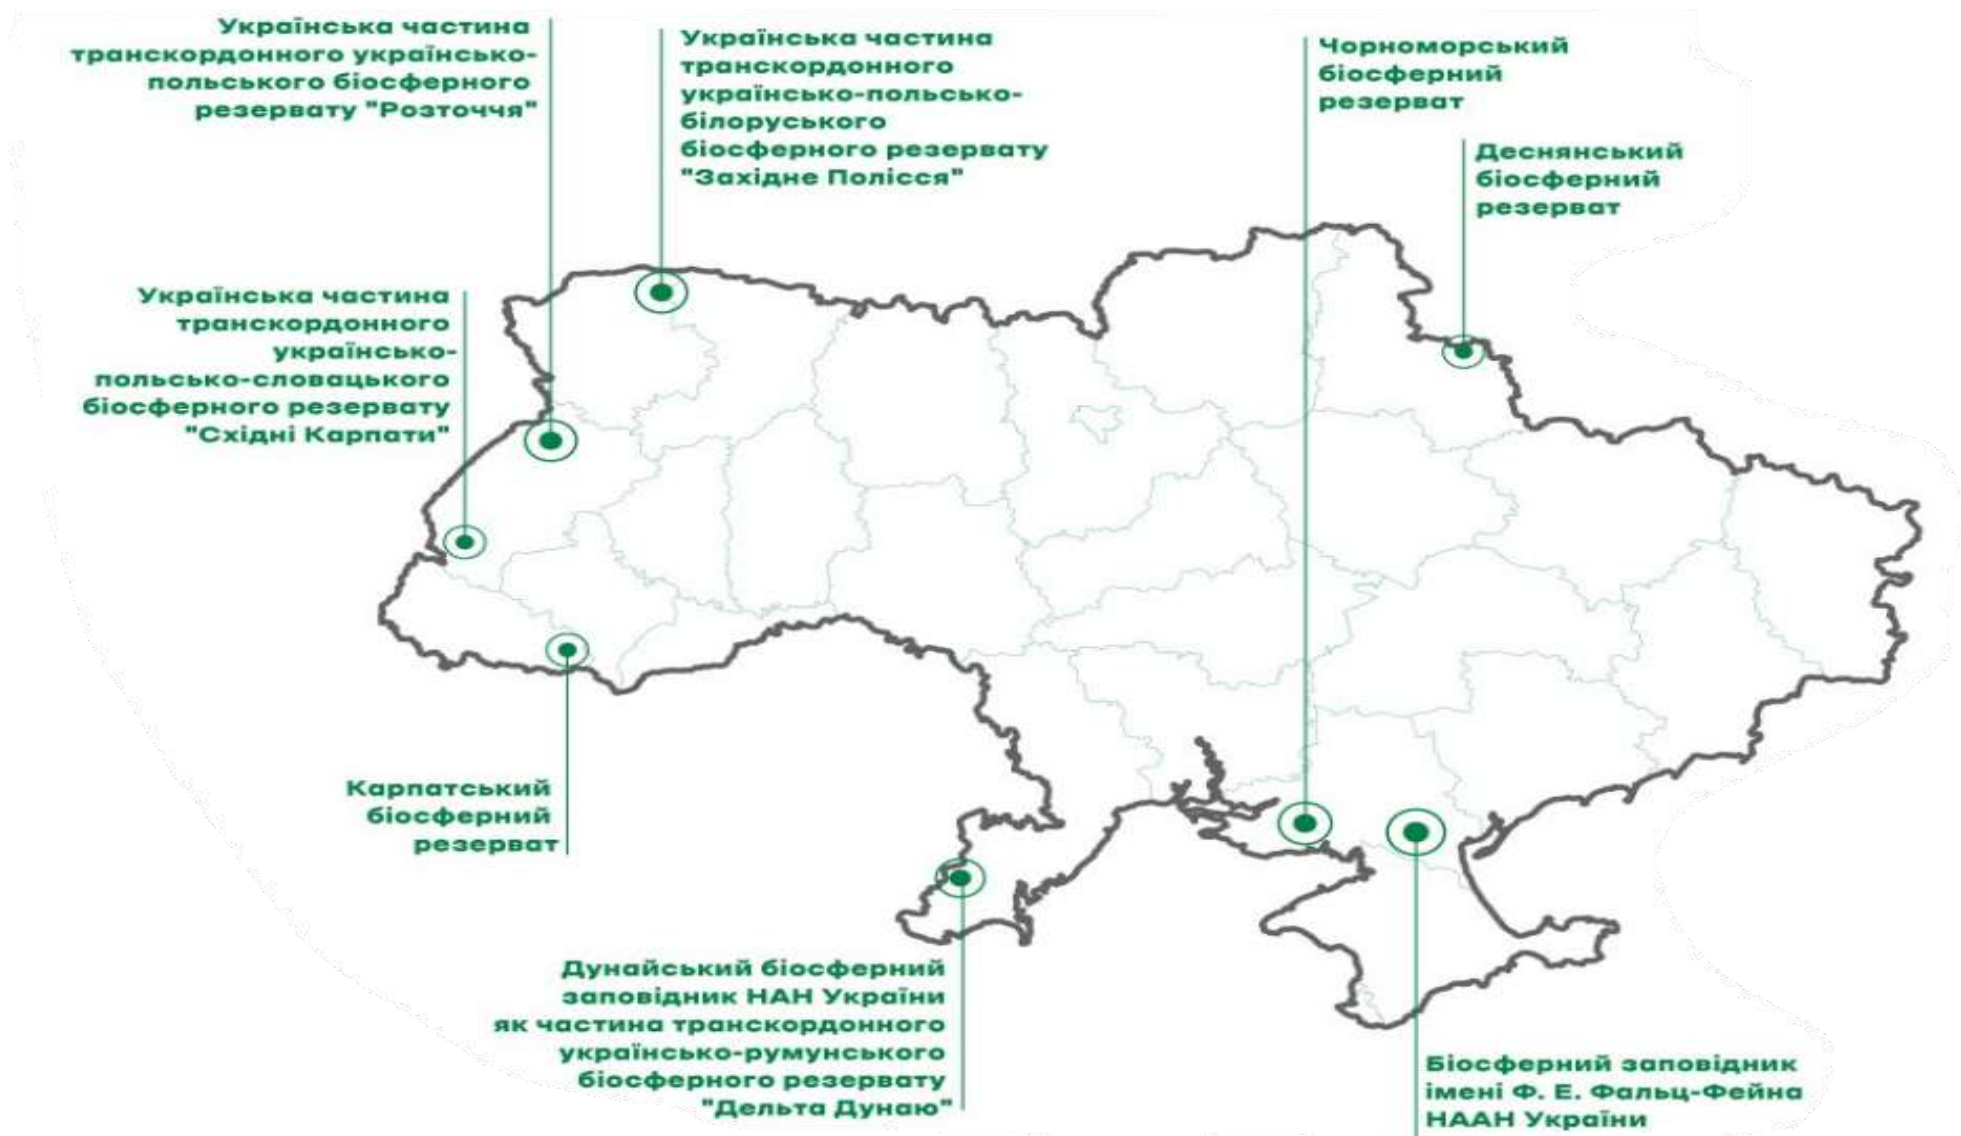 Українська частина
транскордонного українсько-
польського біосферного
резервату "Розточчя"
Українська частина
транскордонного
українсько-польсько-
білоруського
біосферного резервату
"Західне Полісся"
Чорноморський
біосферний
резерват
Деснянський
біосферний
резерват
Українська частина
транскордонного
українсько-
польсько-словацького
біосферного резервату
"Східні Карпати"
Карпатський
біосферний
резерват
Дунайський біосферний
заповідник НАН України
як частина транскордонного
українсько-румунського
біосферного резервату
"Дельта Дунаю"
Біосферний заповідник
імені Ф. Е. Фальц-Фейна
НААН України